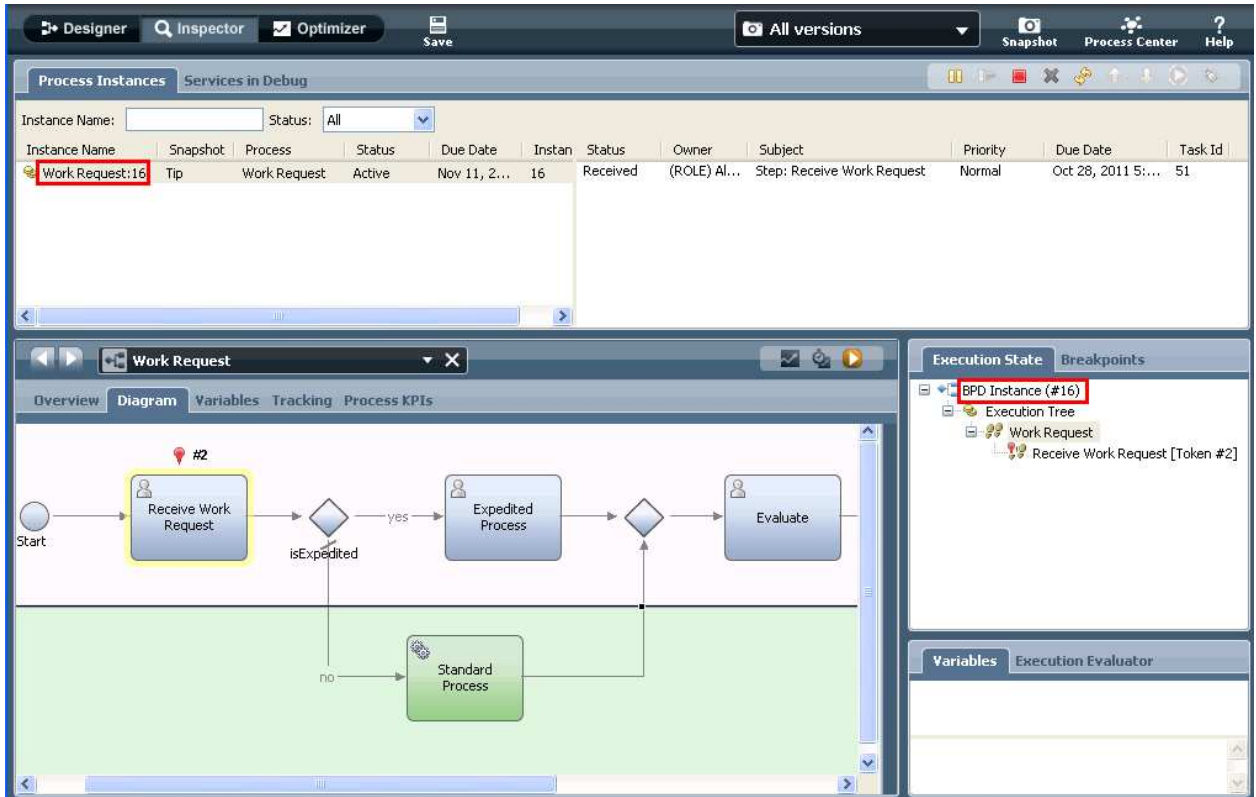 Designer Inspector Optimizer Save All versions Snapshot Process Center Help
Process Instances Services in Debug
Instance Name: Status: All
Instance Name Snapshot Process Status Due Date Instan Status Owner Subject Priority Due Date Task Id
Work Request:16 Tip Work Request Active Nov 11, 2... 16 Received (ROLE) Al... Step: Receive Work Request Normal Oct 28, 2011 5:... 51
Work Request
Overview Diagram Variables Tracking Process KPIs
#2
Start
Receive Work
Request
isExpedited
yes
Expedited
Process
Evaluate
no
Standard
Process
Execution State Breakpoints
BPD Instance (#16)
Execution Tree
Work Request
Receive Work Request [Token #2]
Variables Execution Evaluator